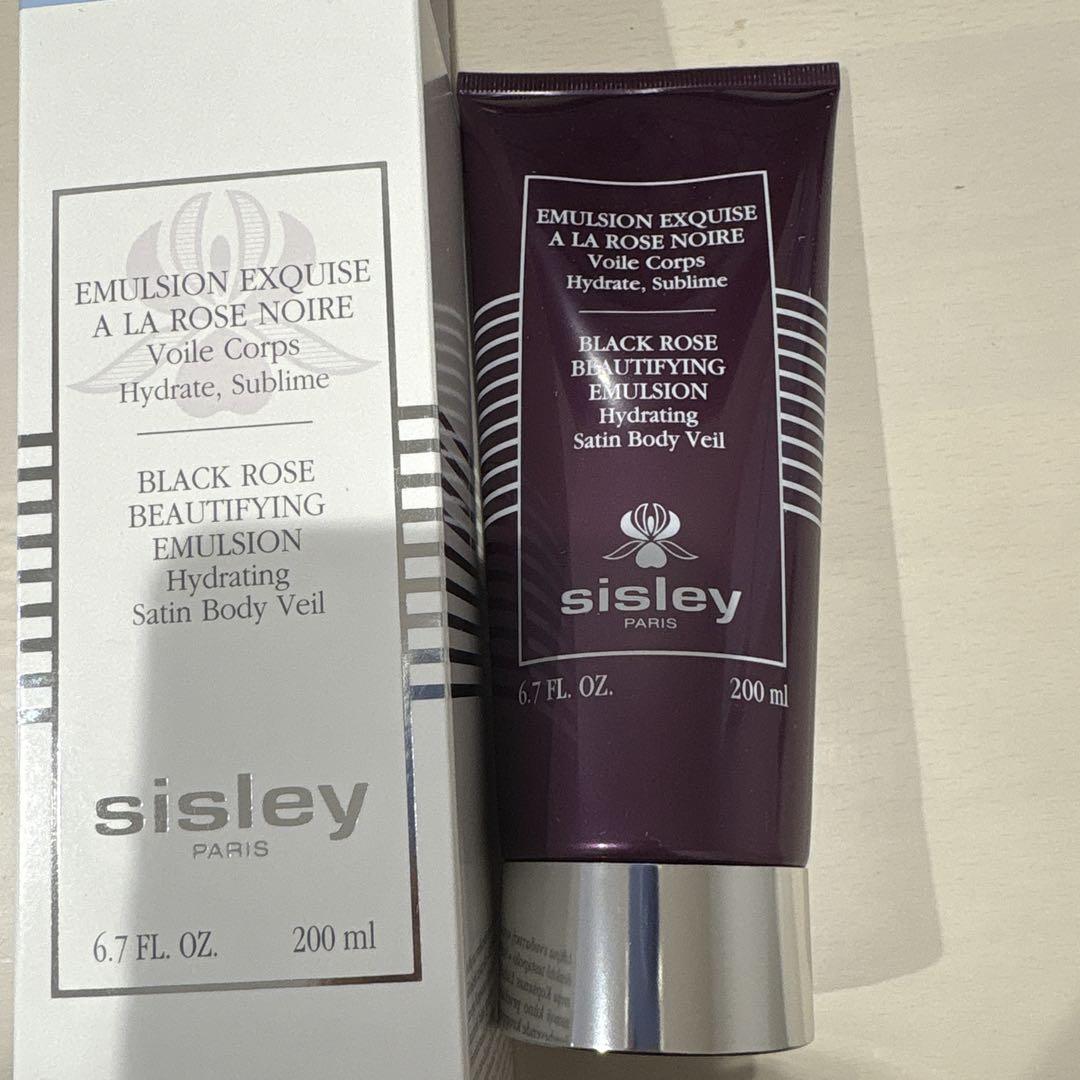 EMULSION EXQUISE
A LA ROSE NOIRE
Voile Corps
Hydrate, Sublime
BLACK ROSE
BEAUTIFYING
EMULSION
Hydrating
Satin Body Veil
sisley
PARIS
6.7 FL. OZ. 200 ml
EMULSION EXQUISE
A LA ROSE NOIRE
Voile Corps
Hydrate, Sublime
BLACK ROSE
BEAUTIFYING
EMULSION
Hydrating
Satin Body Veil
sisley
PARIS
6.7 FL. OZ. 200 ml